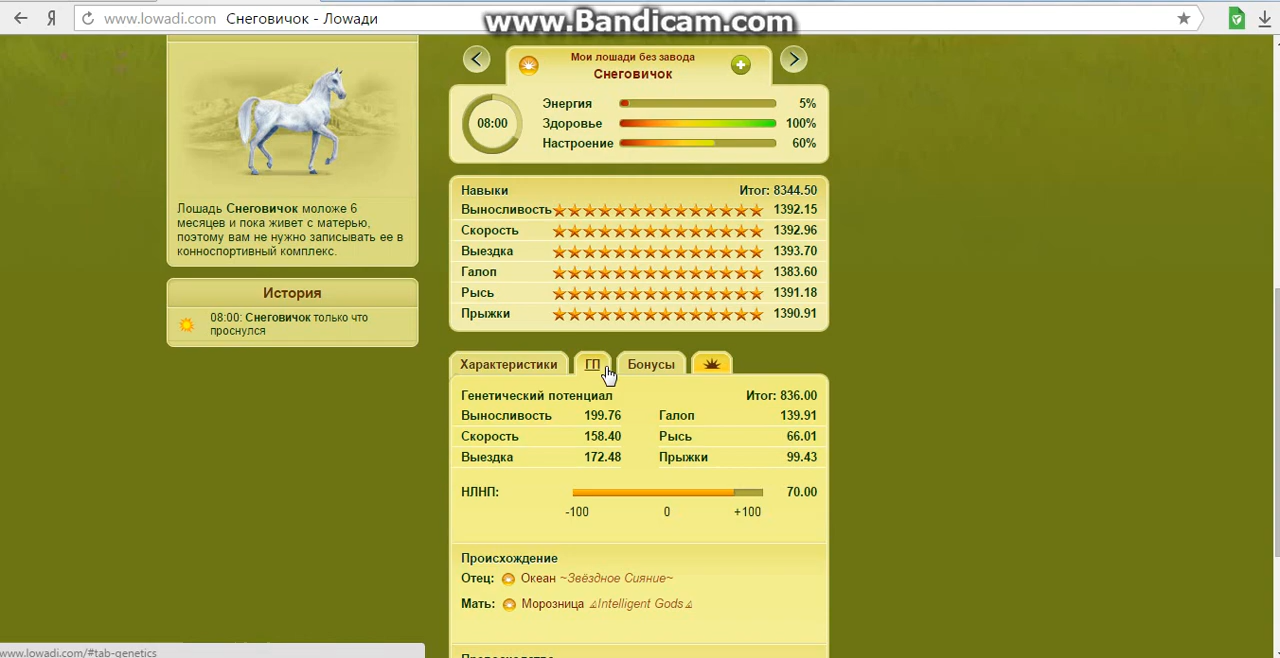 www.lowadi.com Снеговичок - Ловади
www.Bandicam.com
Мои лошади без завода
Снеговичок
08:00
Энергия 5%
Здоровье 100%
Настроение 60%
Лошадь Снеговичок моложе 6
месяцев и пока живет с матерью,
поэтому вам не нужно записывать ее в
конноспортивный комплекс.
История
08:00: Снеговичок только что
проснулся
Навыки Итог: 8344.50
Выносливость 1392.15
Скорость 1392.96
Выездка 1393.70
Галоп 1383.60
Рысь 1391.18
Прыжки 1390.91
Характеристики ГП Бонусы
Генетический потенциал Итог: 836.00
Выносливость 199.76 Галоп 139.91
Скорость 158.40 Рысь 66.01
Выездка 172.48 Прыжки 99.43
НЛНП: 70.00
-100 0 +100
Происхождение
Отец: Океан ~Звёздное Сияние~
Мать: Морозница ⊿Intelligent Gods⊿
www.lowadi.com/#tab-genetics